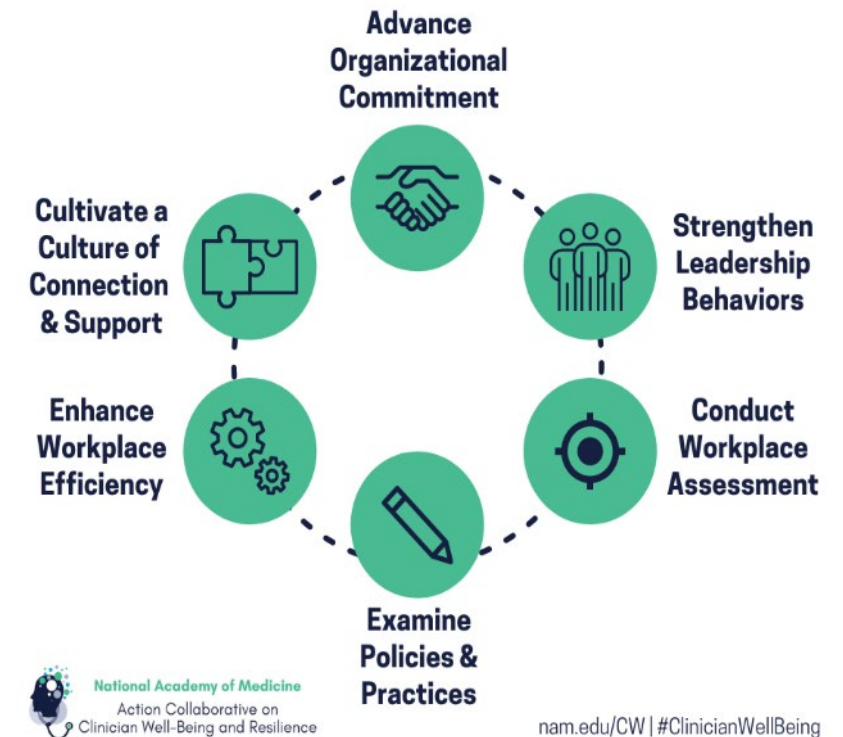 Advance
Organizational
Commitment
Strengthen
Leadership
Behaviors
Conduct
Workplace
Assessment
Examine
Policies &
Practices
Enhance
Workplace
Efficiency
Cultivate a
Culture of
Connection
& Support
National Academy of Medicine
Action Collaborative on
Clinician Well-Being and Resilience
nam.edu/CW | #ClinicianWellBeing